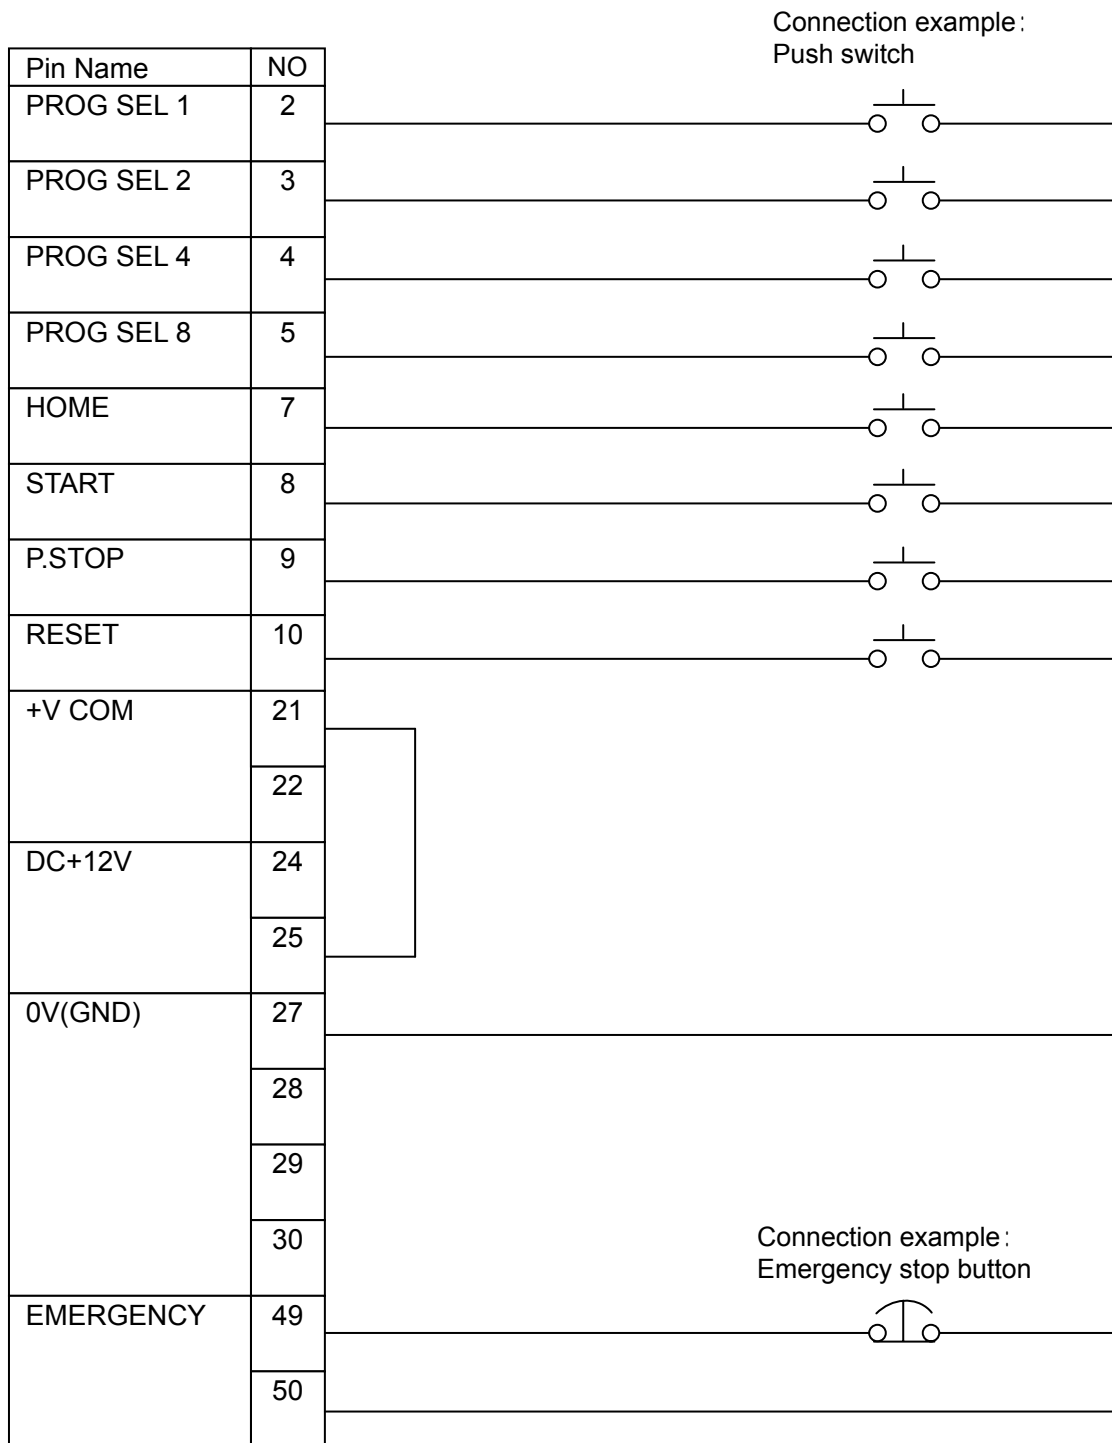 Connection example:
Push switch
Pin Name NO
PROG SEL 1 2
PROG SEL 2 3
PROG SEL 4 4
PROG SEL 8 5
HOME 7
START 8
P.STOP 9
RESET 10
+V COM 21
22
DC+12V 24
25
0V(GND) 27
28
29
30
Connection example:
Emergency stop button
EMERGENCY 49
50